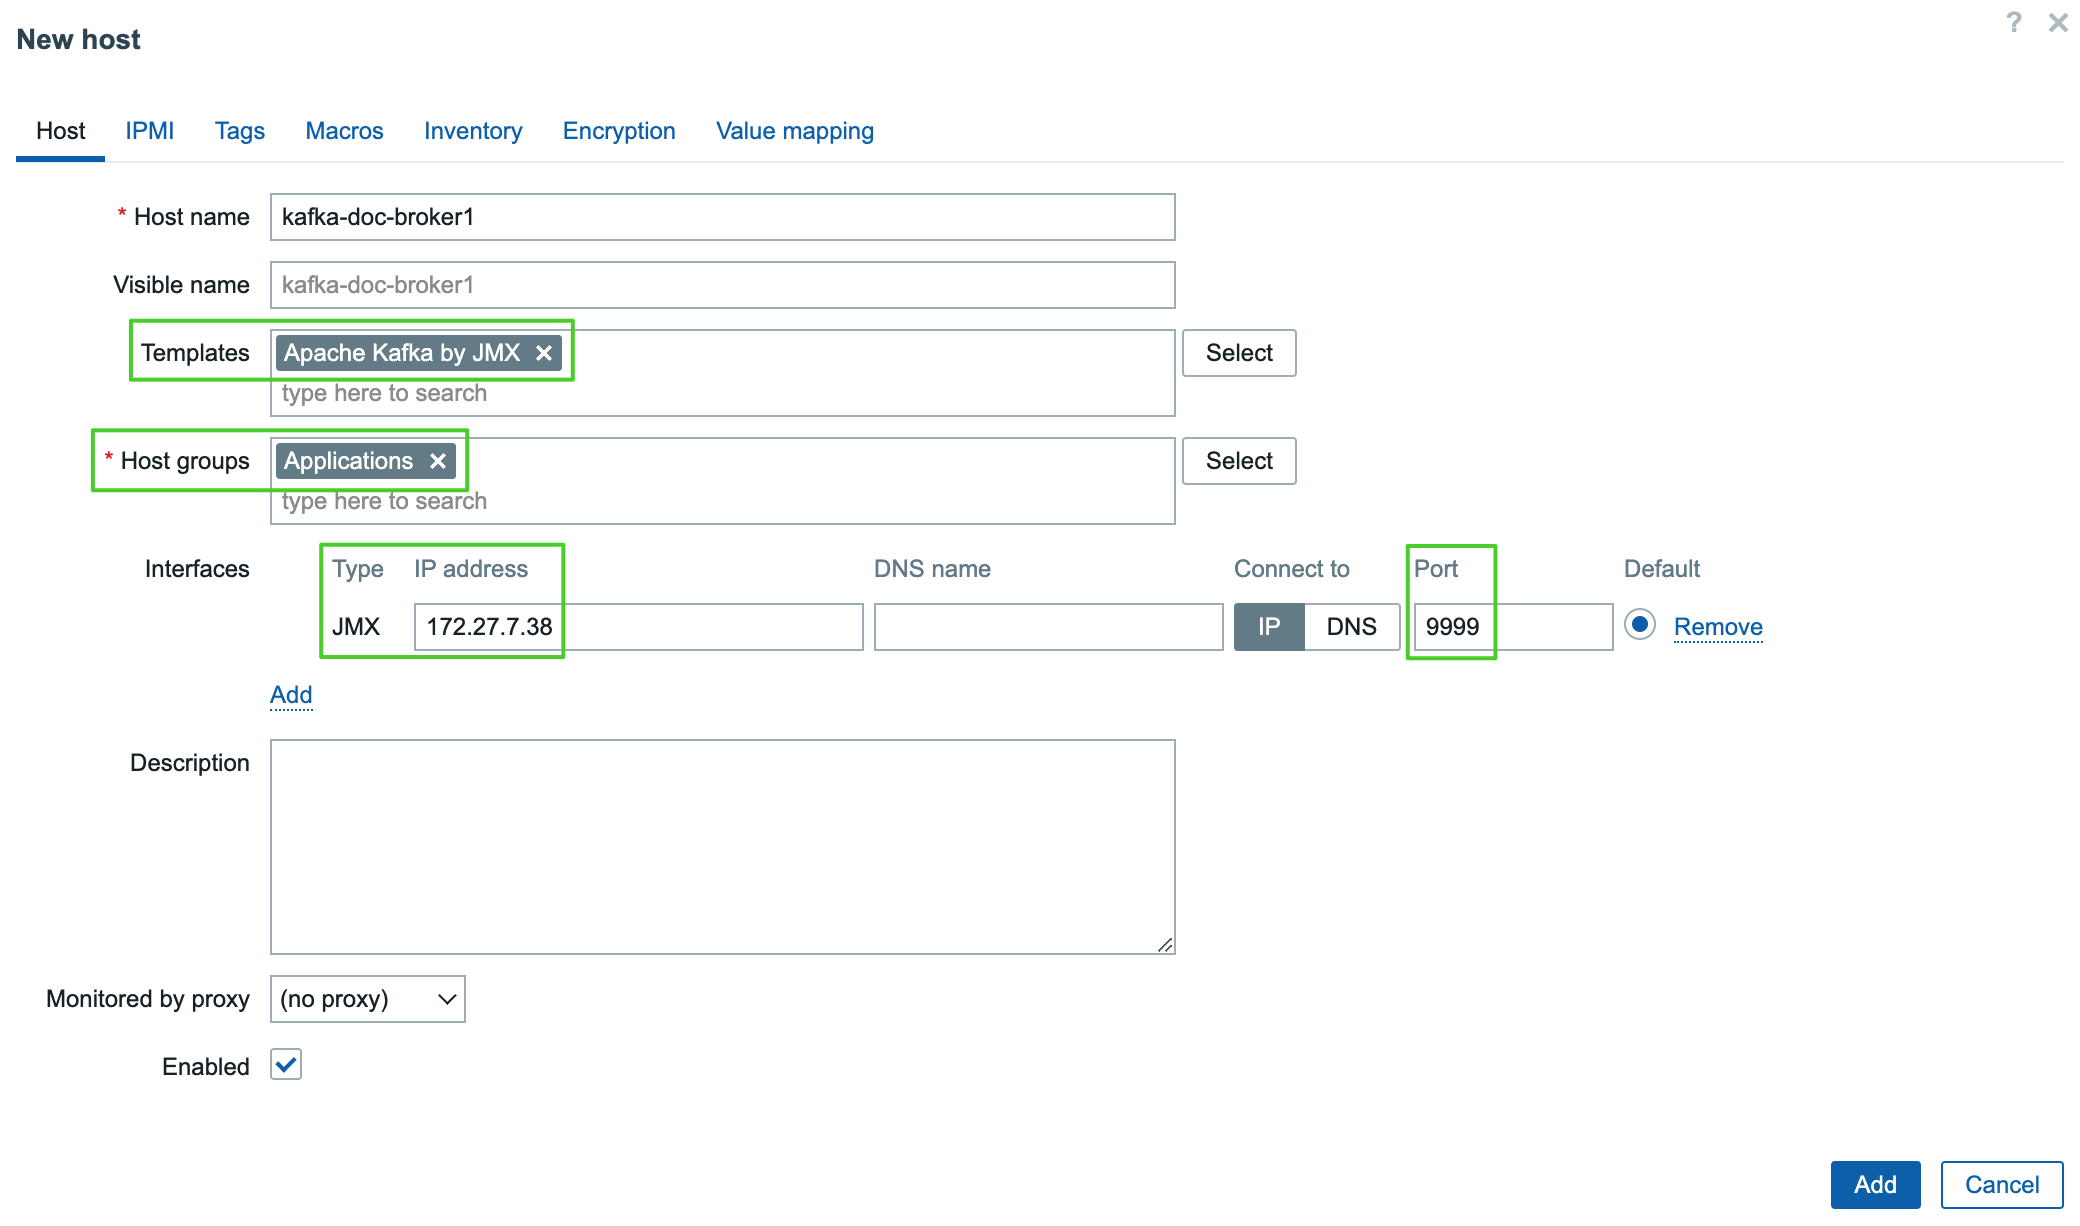 New host
?
Host IPMI Tags Macros Inventory Encryption Value mapping
* Host name kafka-doc-broker1
Visible name kafka-doc-broker1
Templates Apache Kafka by JMX Select
type here to search
* Host groups Applications Select
type here to search
Interfaces Type IP address DNS name Connect to Port Default
JMX 172.27.7.38 IP DNS 9999 Remove
Add
Description
Monitored by proxy (no proxy)
Enabled
Add Cancel